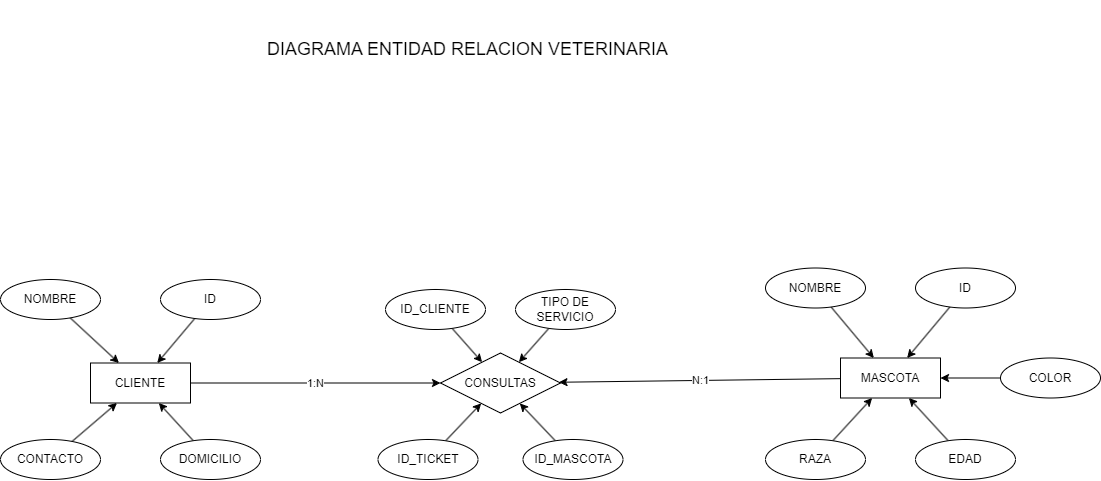 DIAGRAMA ENTIDAD RELACION VETERINARIA
NOMBRE
ID
CLIENTE
CONTACTO
DOMICILIO
1:N
ID_CLIENTE
TIPO DE
SERVICIO
CONSULTAS
ID_TICKET
ID_MASCOTA
N:1
NOMBRE
ID
MASCOTA
COLOR
RAZA
EDAD